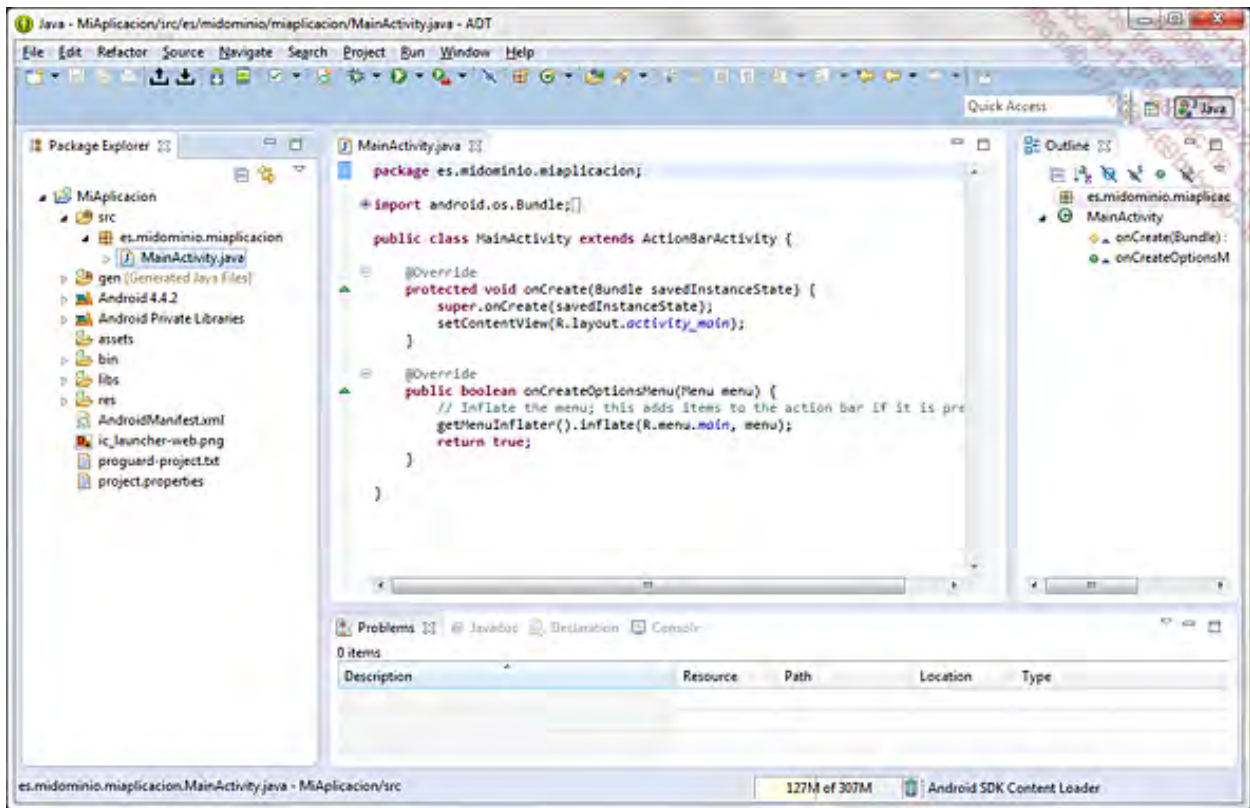 Java - MiAplicacion/src/es/midominio/miaplicacion/MainActivity.java - ADT
File Edit Refactor Source Navigate Search Project Run Window Help
Quick Access
Java
Package Explorer
MiAplicacion
src
es.midominio.miaplicacion
MainActivity.java
gen [Generated Java Files]
Android 4.4.2
Android Private Libraries
assets
bin
libs
res
AndroidManifest.xml
ic_launcher-web.png
proguard-project.txt
project.properties
MainActivity.java
package es.midominio.miaplicacion;
import android.os.Bundle;
public class MainActivity extends ActionBarActivity {
@Override
protected void onCreate(Bundle savedInstanceState) {
super.onCreate(savedInstanceState);
setContentView(R.layout.activity_main);
}
@Override
public boolean onCreateOptionsMenu(Menu menu) {
// Inflate the menu; this adds items to the action bar if it is pre
getMenuInflater().inflate(R.menu.main, menu);
return true;
}
}
Outline
es.midominio.miaplicac
MainActivity
onCreate(Bundle) :
onCreateOptionsM
Problems @ Javadoc Declaration Console
0 items
Description Resource Path Location Type
es.midominio.miaplicacion.MainActivity.java - MiAplicacion/src
127M of 307M
Android SDK Content Loader